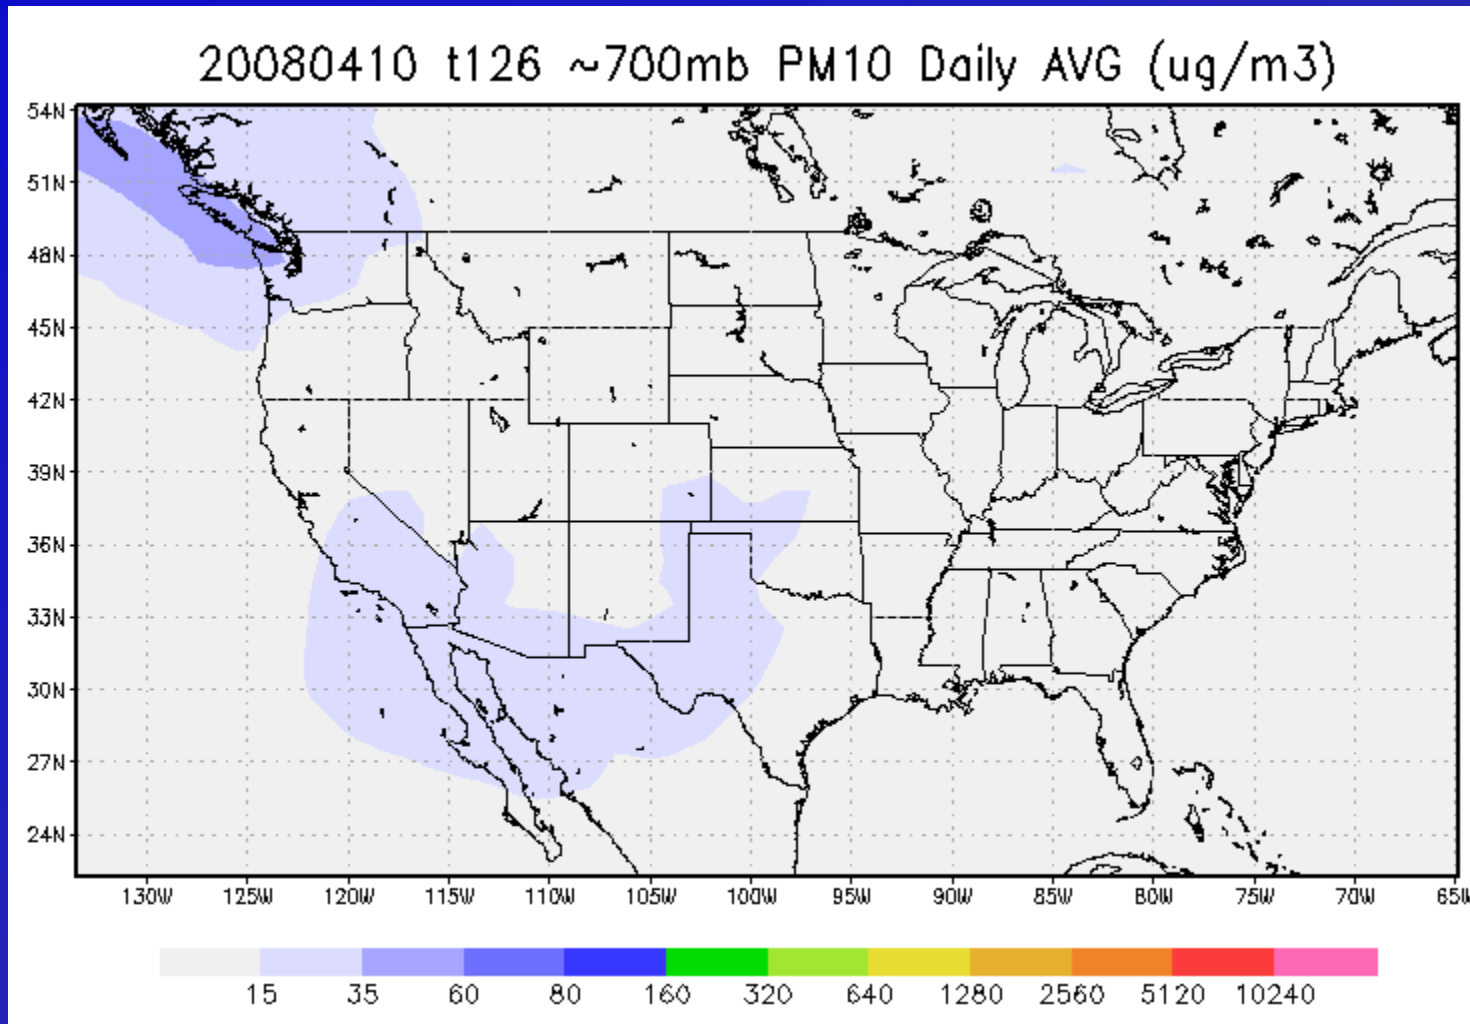 20080410 t126 ~700mb PM10 Daily AVG (ug/m3)
54N
51N
48N
45N
42N
39N
36N
33N
30N
27N
24N
130W 125W 120W 115W 110W 105W 100W 95W 90W 85W 80W 75W 70W 65W
15 35 60 80 160 320 640 1280 2560 5120 10240